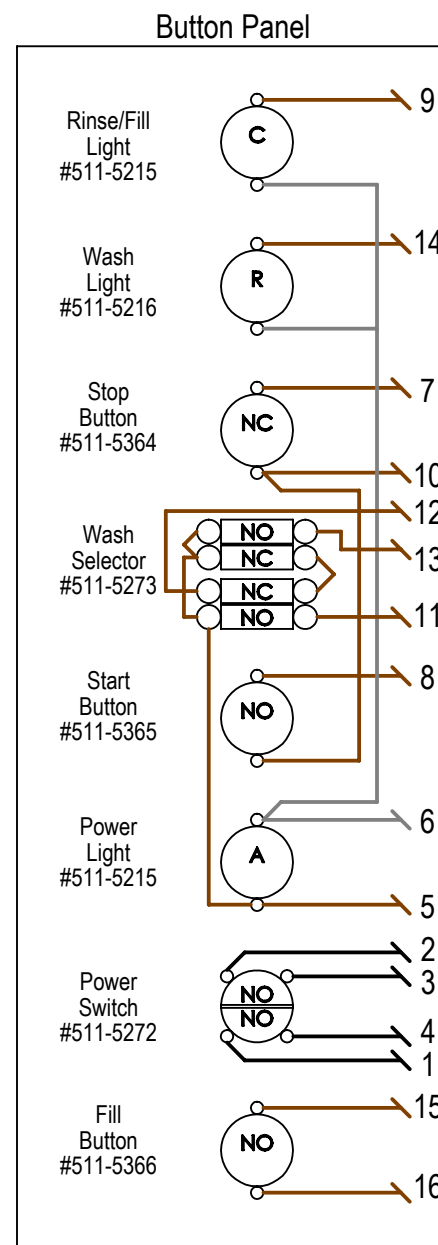 Button Panel
9
Rinse/Fill
Light
#511-5215
C
14
Wash
Light
#511-5216
R
7
Stop
Button
#511-5364
NC
10
12
Wash
Selector
#511-5273
NO
NC
NC
NO
13
11
8
Start
Button
#511-5365
NO
6
Power
Light
#511-5215
A
5
2
3
Power
Switch
#511-5272
NO
NO
4
1
15
Fill
Button
#511-5366
NO
16